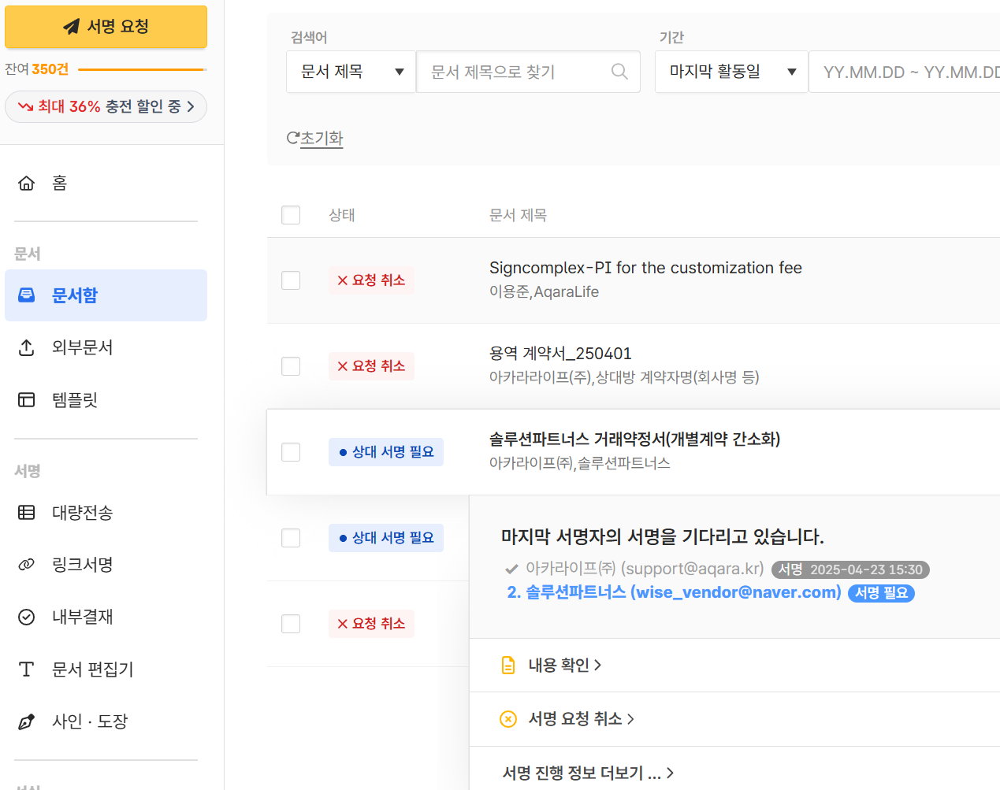 서명 요청
잔여 350건
최대 36% 충전 할인 중
홈
문서
문서함
외부문서
템플릿
서명
대량전송
링크서명
내부결재
문서 편집기
사인 · 도장
검색어
기간
문서 제목
문서 제목으로 찾기
마지막 활동일
YY.MM.DD ~ YY.MM.DD
초기화
상태
문서 제목
요청 취소
Signcomplex-PI for the customization fee
이용준,AqaraLife
요청 취소
용역 계약서_250401
아카라라이프(주),상대방 계약자명(회사명 등)
상대 서명 필요
솔루션파트너스 거래약정서(개별계약 간소화)
아카라이프㈜,솔루션파트너스
상대 서명 필요
요청 취소
마지막 서명자의 서명을 기다리고 있습니다.
아카라이프㈜ (support@aqara.kr) 서명 2025-04-23 15:30
2. 솔루션파트너스 (wise_vendor@naver.com) 서명 필요
내용 확인
서명 요청 취소
서명 진행 정보 더보기 ...